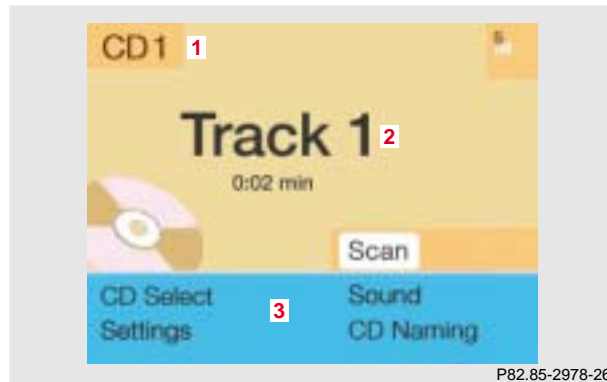 CD1 1
Track 1 2
0:02 min
Scan
CD Select 3 Sound
Settings CD Naming
P82.85-2978-26